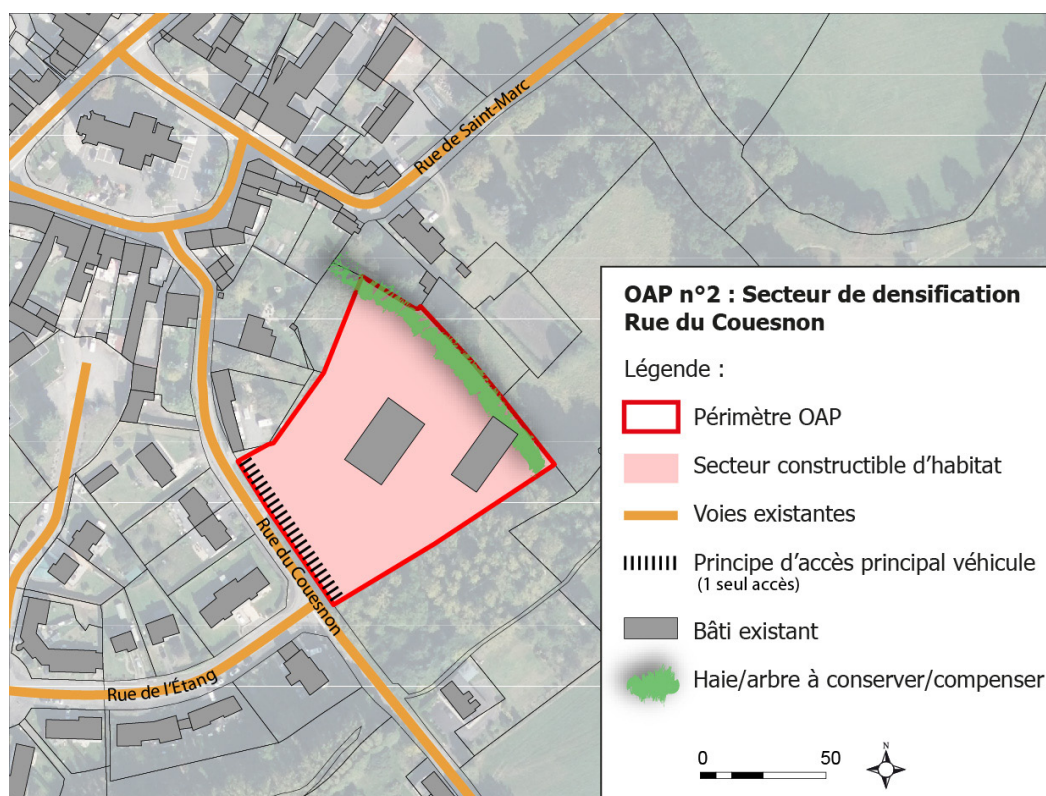 Rue de Saint-Marc
Rue du Couesnon
Rue de l'Étang
OAP n°2 : Secteur de densification
Rue du Couesnon
Légende :
Périmètre OAP
Secteur constructible d'habitat
Voies existantes
Principe d'accès principal véhicule
(1 seul accès)
Bâti existant
Haie/arbre à conserver/compenser
0 50
N